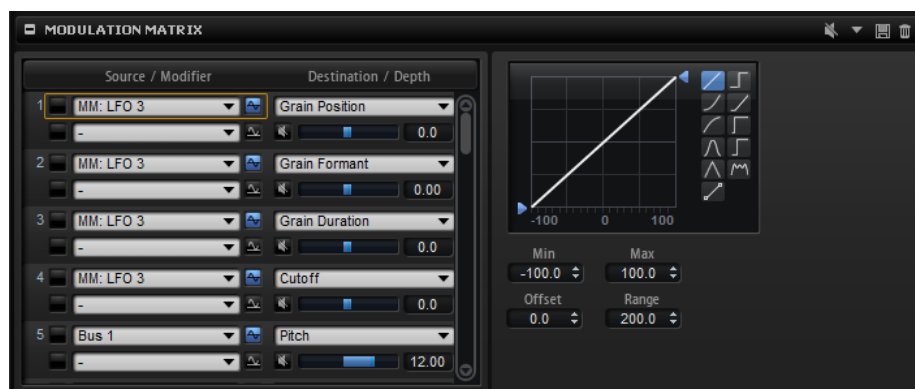 MODULATION MATRIX
Source / Modifier Destination / Depth
1 MM: LFO 3 Grain Position
- 0.0
2 MM: LFO 3 Grain Formant
- 0.00
3 MM: LFO 3 Grain Duration
- 0.0
4 MM: LFO 3 Cutoff
- 0.0
5 Bus 1 Pitch
- 12.00
-100 0 100
Min Max
-100.0 100.0
Offset Range
0.0 200.0